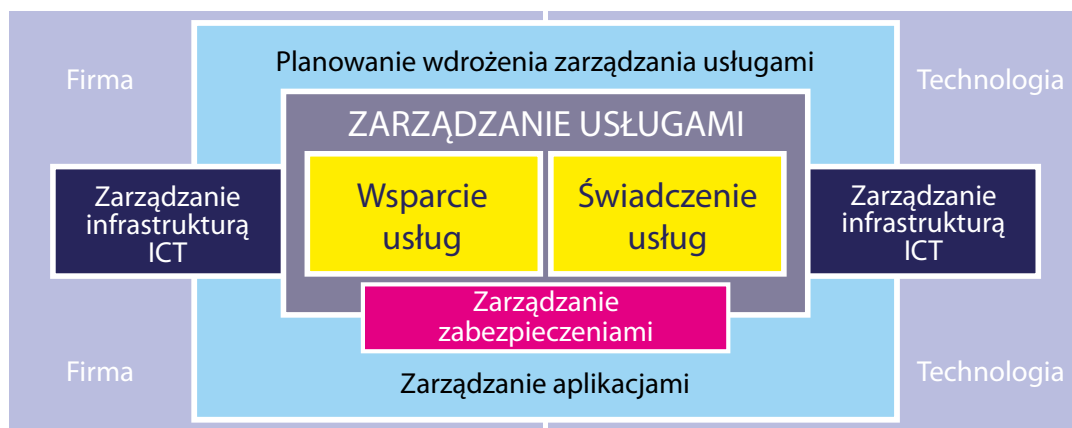 Planowanie wdrożenia zarządzania usługami
Firma
Technologia
ZARZĄDZANIE USŁUGAMI
Zarządzanie
infrastrukturą
ICT
Wsparcie
usług
Świadczenie
usług
Zarządzanie
infrastrukturą
ICT
Zarządzanie
zabezpieczeniami
Firma
Zarządzanie aplikacjami
Technologia